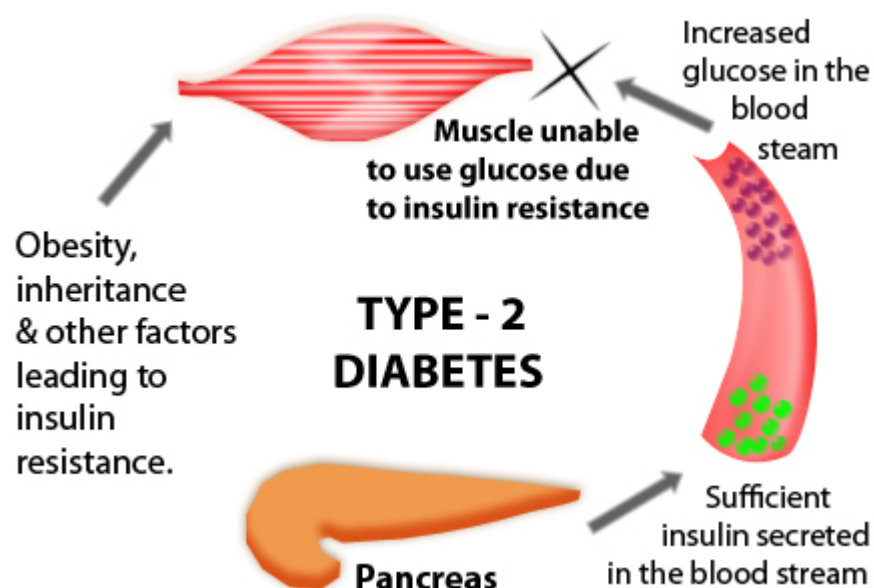 Increased
glucose in the
blood
steam
Muscle unable
to use glucose due
to insulin resistance
Obesity,
inheritance
& other factors
leading to
insulin
resistance.
TYPE - 2
DIABETES
Sufficient
insulin secreted
in the blood stream
Pancreas